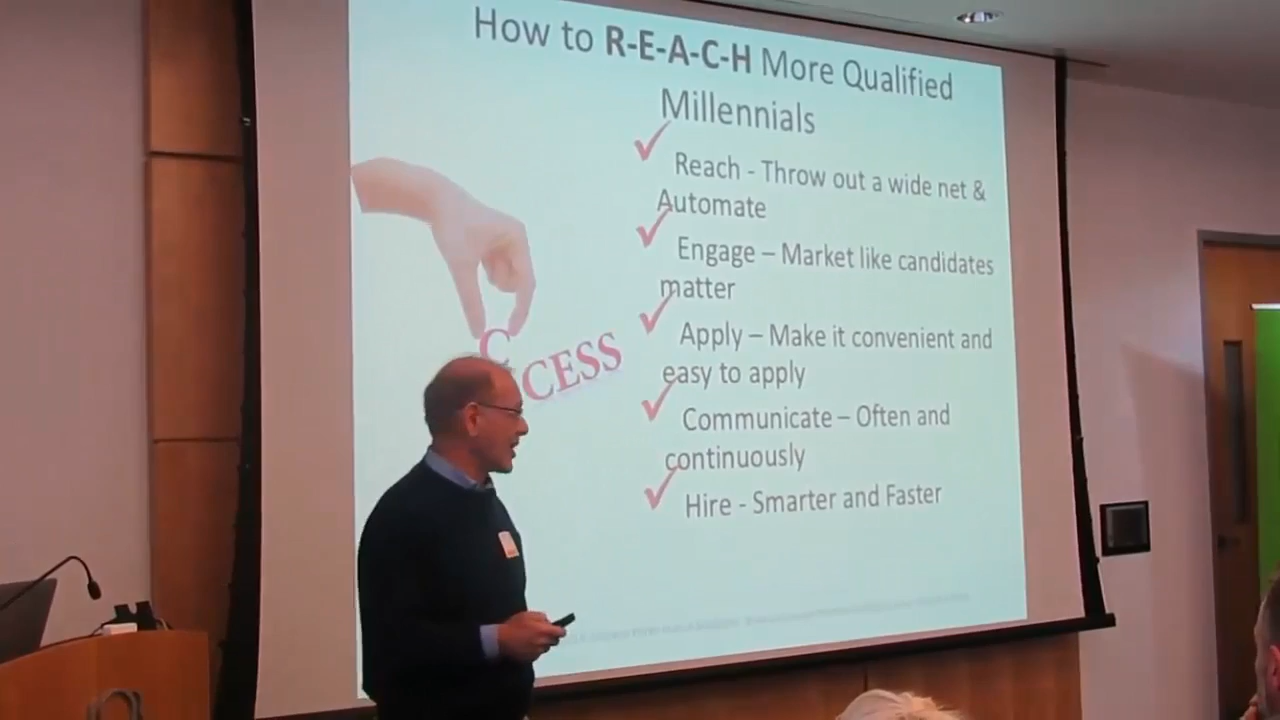 How to R-E-A-C-H More Qualified
Millennials
Reach - Throw out a wide net &
Automate
Engage – Market like candidates
matter
Apply – Make it convenient and
easy to apply
Communicate – Often and
continuously
Hire - Smarter and Faster
C
CESS